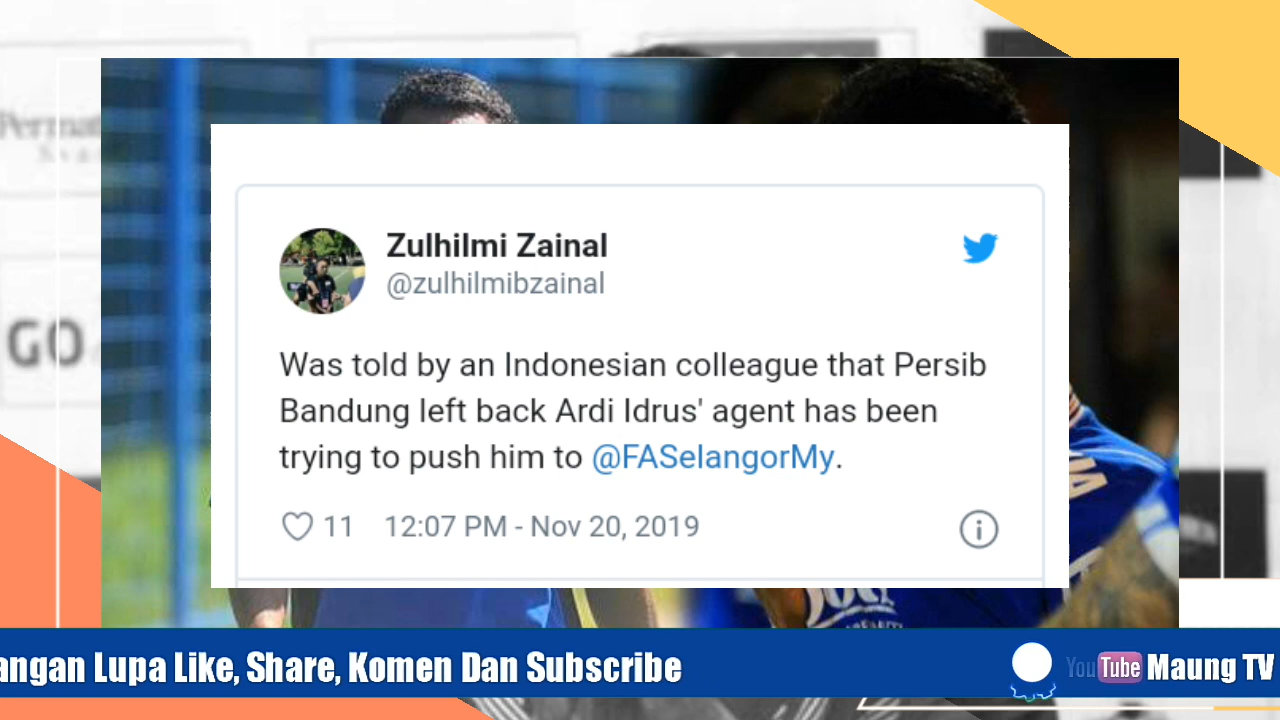 Zulhilmi Zainal
@zulhilmibzainal
Was told by an Indonesian colleague that Persib
Bandung left back Ardi Idrus' agent has been
trying to push him to @FASelangorMy.
11 12:07 PM - Nov 20, 2019
GO
angan Lupa Like, Share, Komen Dan Subscribe
YouTube Maung TV